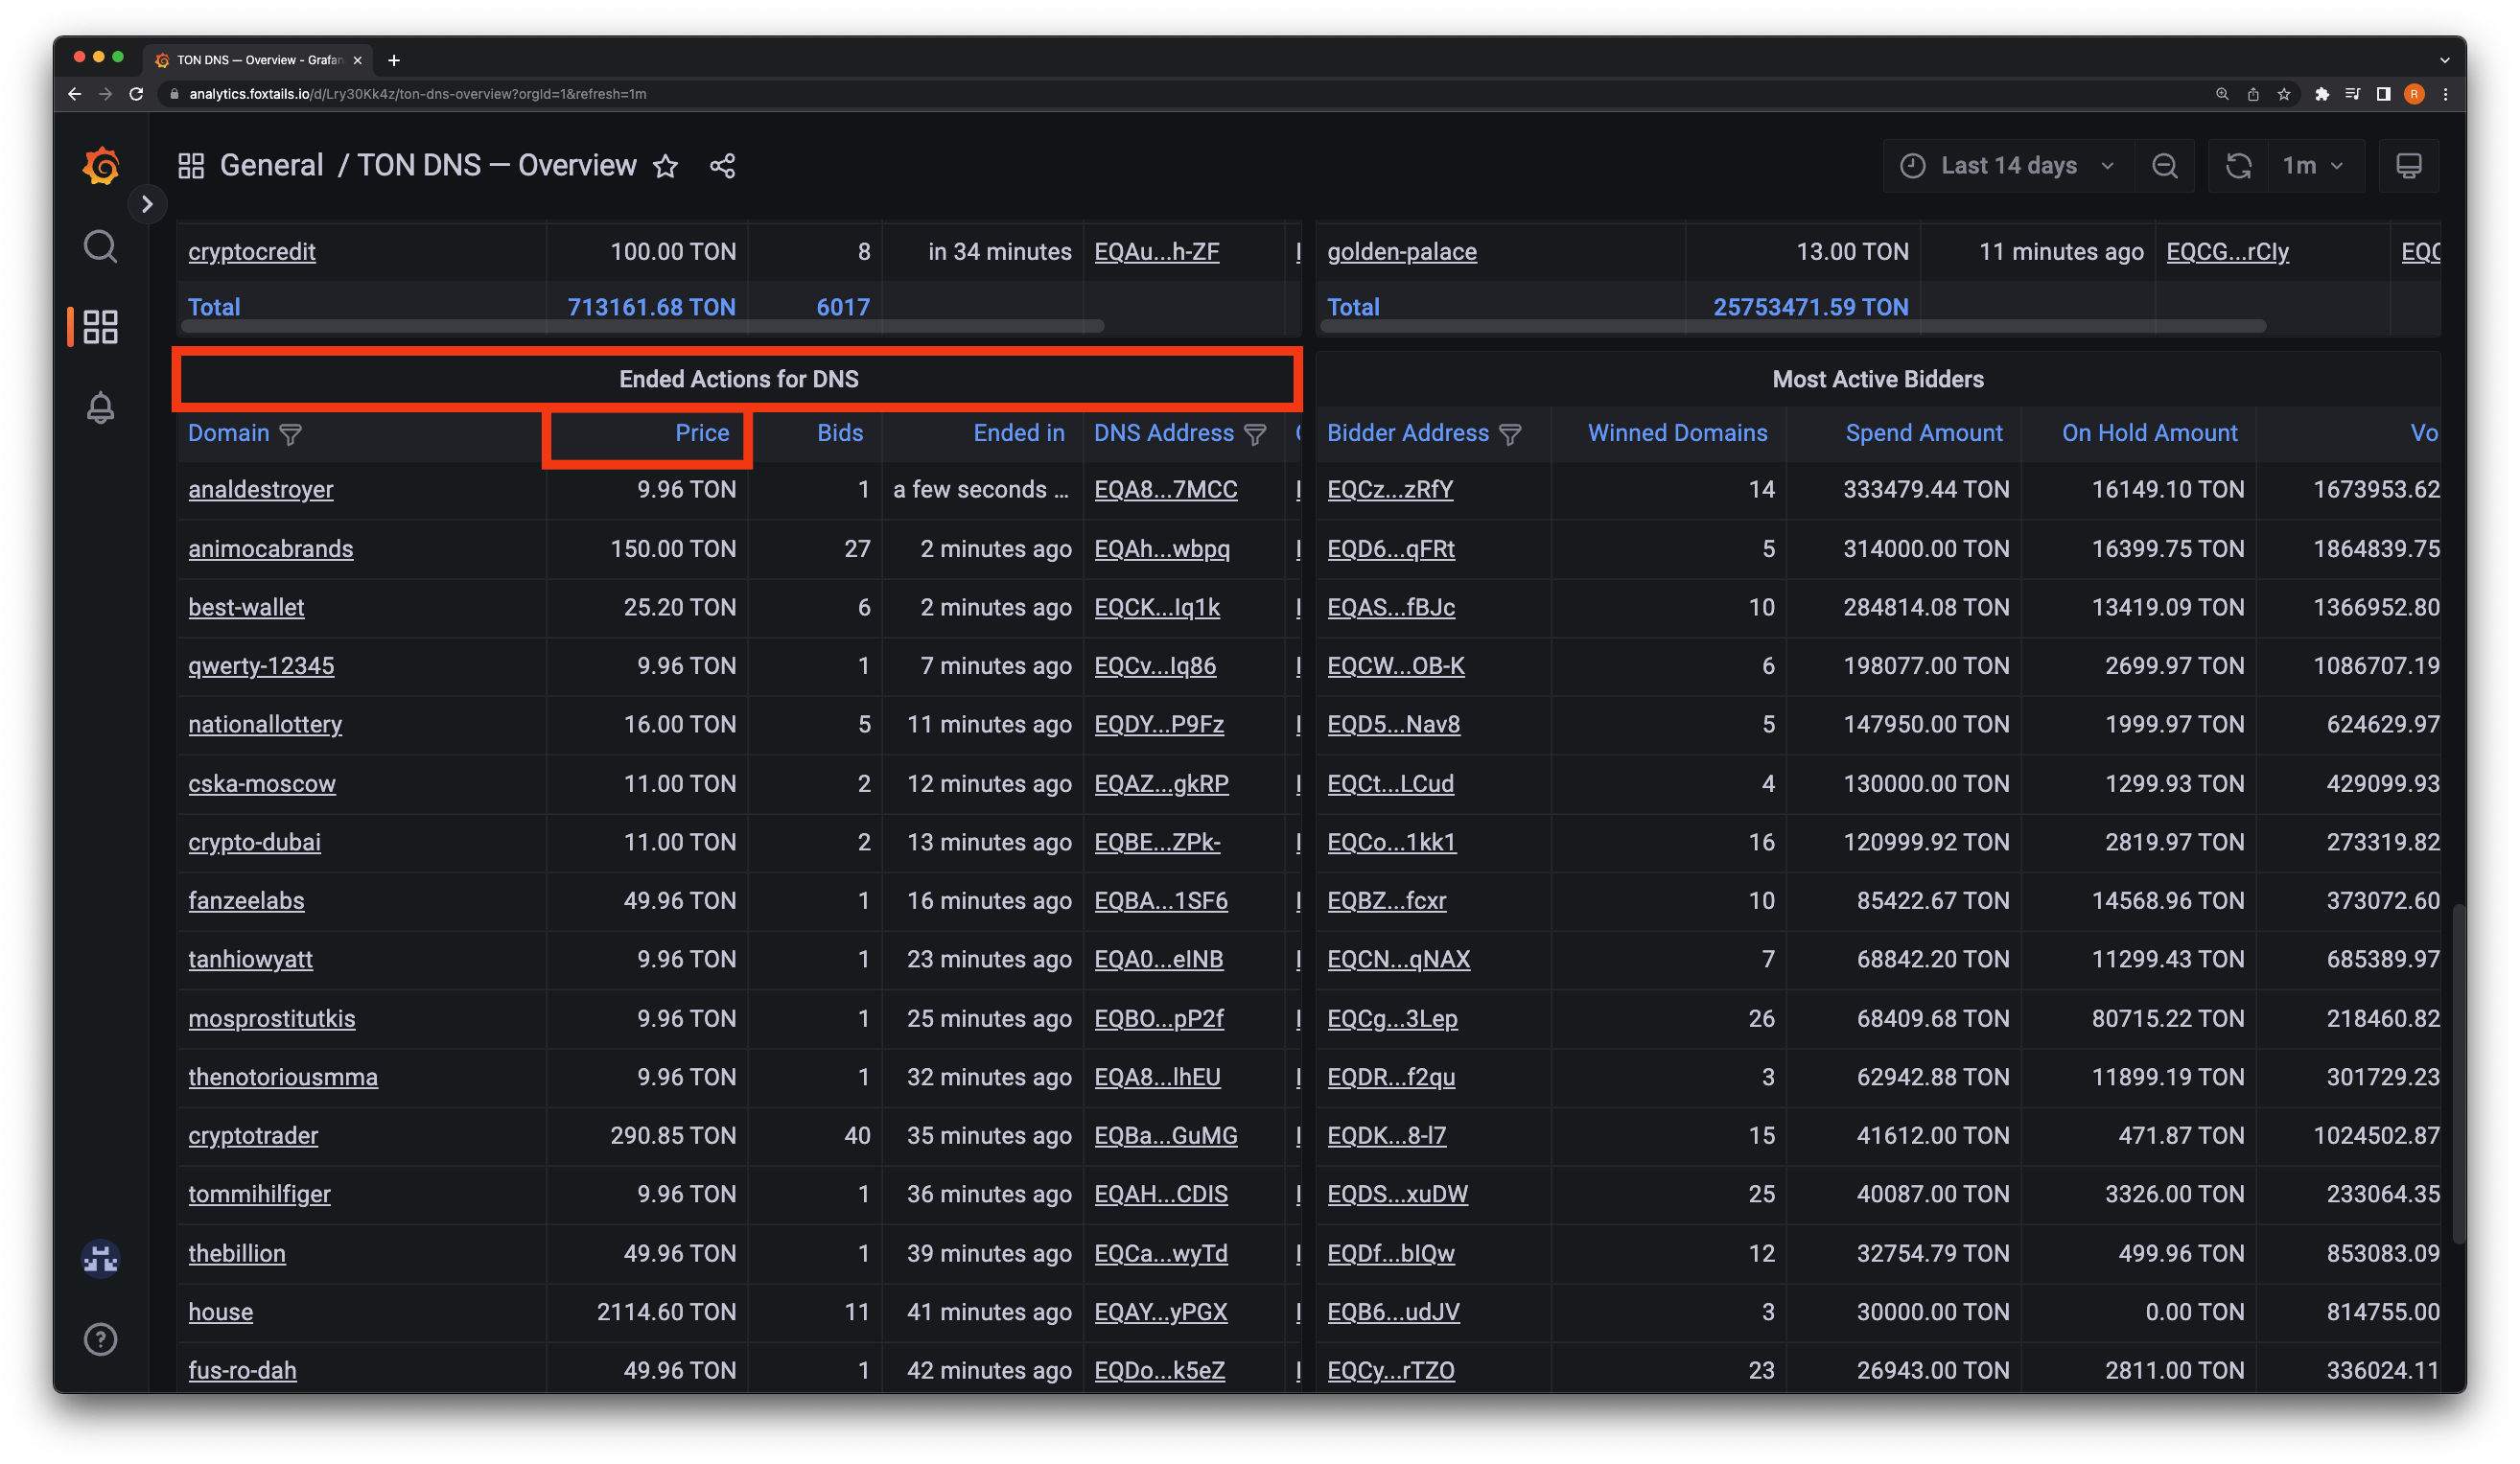 TON DNS — Overview - Grafan
analytics.foxtails.io/d/Lry30Kk4z/ton-dns-overview?orgId=1&refresh=1m
R
General / TON DNS — Overview
Last 14 days
1m
cryptocredit 100.00 TON 8 in 34 minutes EQAu...h-ZF
Total 713161.68 TON 6017
golden-palace 13.00 TON 11 minutes ago EQCG...rCIy
Total 25753471.59 TON
Ended Actions for DNS
Domain Price Bids Ended in DNS Address
analdestroyer 9.96 TON 1 a few seconds ... EQA8...7MCC
animocabrands 150.00 TON 27 2 minutes ago EQAh...wbpq
best-wallet 25.20 TON 6 2 minutes ago EQCK...Iq1k
qwerty-12345 9.96 TON 1 7 minutes ago EQCv...Iq86
nationallottery 16.00 TON 5 11 minutes ago EQDY...P9Fz
cska-moscow 11.00 TON 2 12 minutes ago EQAZ...gkRP
crypto-dubai 11.00 TON 2 13 minutes ago EQBE...ZPk-
fanzeelabs 49.96 TON 1 16 minutes ago EQBA...1SF6
tanhiowyatt 9.96 TON 1 23 minutes ago EQA0...eINB
mosprostitutkis 9.96 TON 1 25 minutes ago EQBO...pP2f
thenotoriousmma 9.96 TON 1 32 minutes ago EQA8...lhEU
cryptotrader 290.85 TON 40 35 minutes ago EQBa...GuMG
tommihilfiger 9.96 TON 1 36 minutes ago EQAH...CDIS
thebillion 49.96 TON 1 39 minutes ago EQCa...wyTd
house 2114.60 TON 11 41 minutes ago EQAY...yPGX
fus-ro-dah 49.96 TON 1 42 minutes ago EQDo...k5eZ
Most Active Bidders
Bidder Address Winned Domains Spend Amount On Hold Amount Vo
EQCz...zRfY 14 333479.44 TON 16149.10 TON 1673953.62
EQD6...qFRt 5 314000.00 TON 16399.75 TON 1864839.75
EQAS...fBJc 10 284814.08 TON 13419.09 TON 1366952.80
EQCW...OB-K 6 198077.00 TON 2699.97 TON 1086707.19
EQD5...Nav8 5 147950.00 TON 1999.97 TON 624629.97
EQCt...LCud 4 130000.00 TON 1299.93 TON 429099.93
EQCo...1kk1 16 120999.92 TON 2819.97 TON 273319.82
EQBZ...fcxr 10 85422.67 TON 14568.96 TON 373072.60
EQCN...qNAX 7 68842.20 TON 11299.43 TON 685389.97
EQCg...3Lep 26 68409.68 TON 80715.22 TON 218460.82
EQDR...f2qu 3 62942.88 TON 11899.19 TON 301729.23
EQDK...8-l7 15 41612.00 TON 471.87 TON 1024502.87
EQDS...xuDW 25 40087.00 TON 3326.00 TON 233064.35
EQDf...bIQw 12 32754.79 TON 499.96 TON 853083.09
EQB6...udJV 3 30000.00 TON 0.00 TON 814755.00
EQCy...rTZO 23 26943.00 TON 2811.00 TON 336024.11